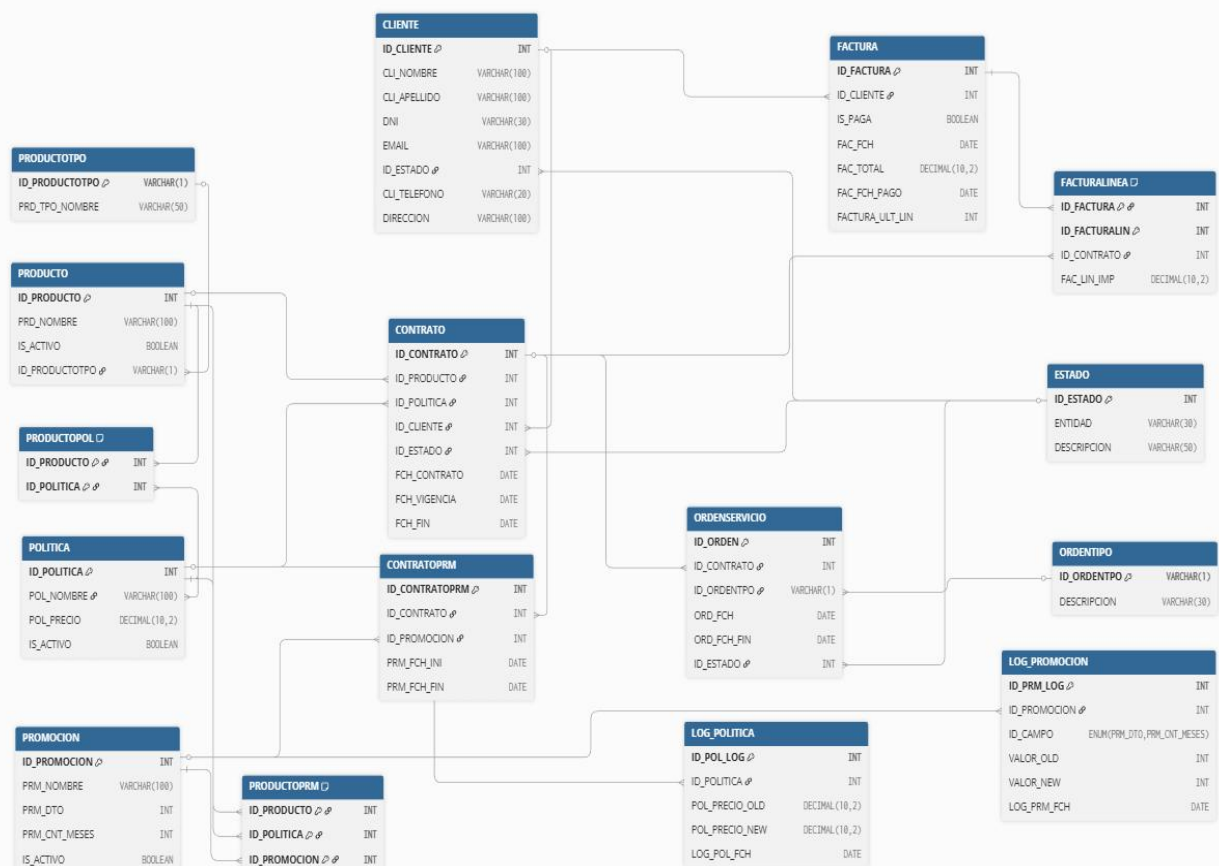 CLIENTE
ID_CLIENTE INT
CLI_NOMBRE VARCHAR(100)
CLI_APELLIDO VARCHAR(100)
DNI VARCHAR(30)
EMAIL VARCHAR(100)
ID_ESTADO INT
CLI_TELEFONO VARCHAR(20)
DIRECCION VARCHAR(100)
FACTURA
ID_FACTURA INT
ID_CLIENTE INT
IS_PAGA BOOLEAN
FAC_FCH DATE
FAC_TOTAL DECIMAL(10,2)
FAC_FCH_PAGO DATE
FACTURA_ULT_LIN INT
PRODUCTOTPO
ID_PRODUCTOTPO VARCHAR(1)
PRD_TPO_NOMBRE VARCHAR(50)
FACTURALINEA
ID_FACTURA INT
ID_FACTURALIN INT
ID_CONTRATO INT
FAC_LIN_IMP DECIMAL(10,2)
PRODUCTO
ID_PRODUCTO INT
PRD_NOMBRE VARCHAR(100)
IS_ACTIVO BOOLEAN
ID_PRODUCTOTPO VARCHAR(1)
CONTRATO
ID_CONTRATO INT
ID_PRODUCTO INT
ID_POLITICA INT
ID_CLIENTE INT
ID_ESTADO INT
FCH_CONTRATO DATE
FCH_VIGENCIA DATE
FCH_FIN DATE
ESTADO
ID_ESTADO INT
ENTIDAD VARCHAR(30)
DESCRIPCION VARCHAR(50)
PRODUCTOPOL
ID_PRODUCTO INT
ID_POLITICA INT
ORDENSERVICIO
ID_ORDEN INT
ID_CONTRATO INT
ID_ORDENTPO VARCHAR(1)
ORD_FCH DATE
ORD_FCH_FIN DATE
ID_ESTADO INT
POLITICA
ID_POLITICA INT
POL_NOMBRE VARCHAR(100)
POL_PRECIO DECIMAL(10,2)
IS_ACTIVO BOOLEAN
ORDENTIPO
ID_ORDENTPO VARCHAR(1)
DESCRIPCION VARCHAR(30)
CONTRATOPRM
ID_CONTRATOPRM INT
ID_CONTRATO INT
ID_PROMOCION INT
PRM_FCH_INI DATE
PRM_FCH_FIN DATE
LOG_PROMOCION
ID_PRM_LOG INT
ID_PROMOCION INT
ID_CAMPO ENUM(PRM_DTO,PRM_CNT_MESES)
VALOR_OLD INT
VALOR_NEW INT
LOG_PRM_FCH DATE
LOG_POLITICA
ID_POL_LOG INT
ID_POLITICA INT
POL_PRECIO_OLD DECIMAL(10,2)
POL_PRECIO_NEW DECIMAL(10,2)
LOG_POL_FCH DATE
PROMOCION
ID_PROMOCION INT
PRM_NOMBRE VARCHAR(100)
PRM_DTO INT
PRM_CNT_MESES INT
IS_ACTIVO BOOLEAN
PRODUCTOPRM
ID_PRODUCTO INT
ID_POLITICA INT
ID_PROMOCION INT